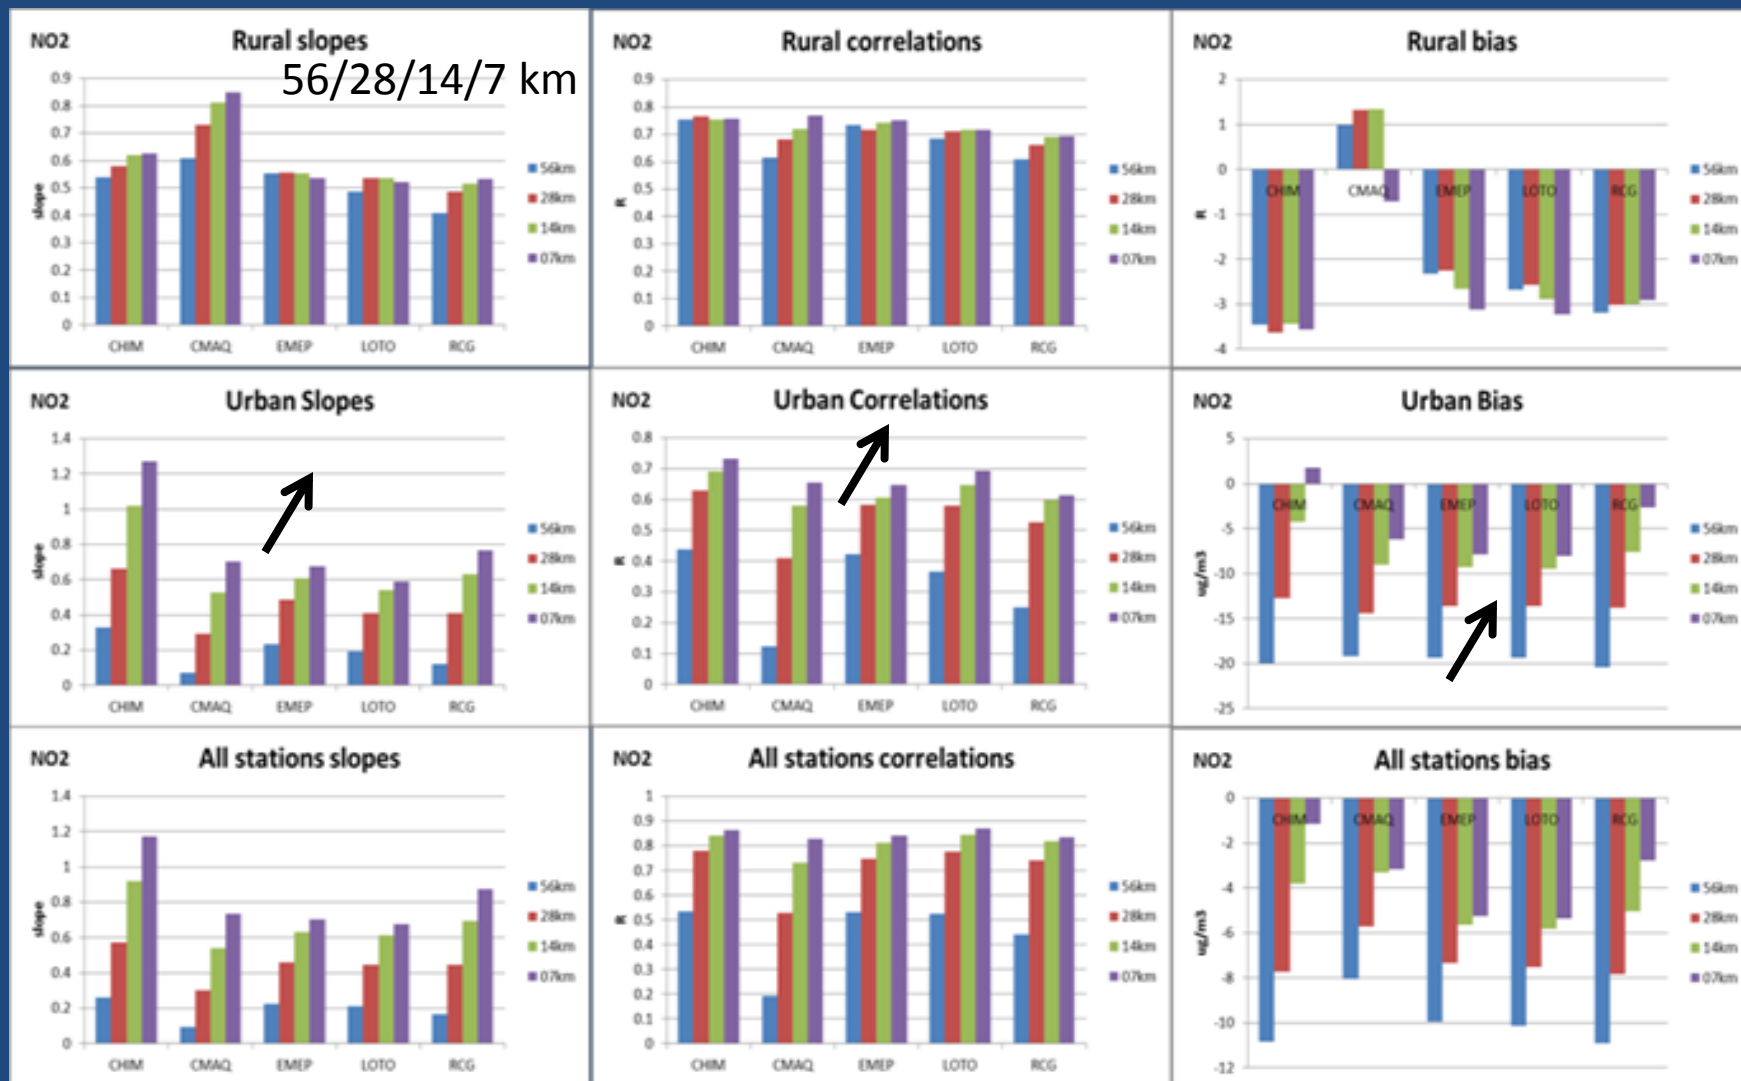 NO2 Rural slopes
56/28/14/7 km
0.9
0.8
0.7
0.6
0.5
0.4
0.3
0.2
0.1
0
slope
CHIM CMAQ EMEP LOTO RCG
56km
28km
14km
07km
NO2 Rural correlations
0.9
0.8
0.7
0.6
0.5
0.4
0.3
0.2
0.1
0
R
CHIM CMAQ EMEP LOTO RCG
56km
28km
14km
07km
NO2 Rural bias
2
1
0
-1
-2
-3
-4
R
CHIM CMAQ EMEP LOTO RCG
56km
28km
14km
07km
NO2 Urban Slopes
1.4
1.2
1
0.8
0.6
0.4
0.2
0
slope
CHIM CMAQ EMEP LOTO RCG
56km
28km
14km
07km
NO2 Urban Correlations
0.8
0.7
0.6
0.5
0.4
0.3
0.2
0.1
0
R
CHIM CMAQ EMEP LOTO RCG
56km
28km
14km
07km
NO2 Urban Bias
5
0
-5
-10
-15
-20
-25
ug/m3
CHIM CMAQ EMEP LOTO RCG
56km
28km
14km
07km
NO2 All stations slopes
1.4
1.2
1
0.8
0.6
0.4
0.2
0
slope
CHIM CMAQ EMEP LOTO RCG
56km
28km
14km
07km
NO2 All stations correlations
1
0.9
0.8
0.7
0.6
0.5
0.4
0.3
0.2
0.1
0
R
CHIM CMAQ EMEP LOTO RCG
56km
28km
14km
07km
NO2 All stations bias
0
-2
-4
-6
-8
-10
-12
ug/m3
CHIM CMAQ EMEP LOTO RCG
56km
28km
14km
07km